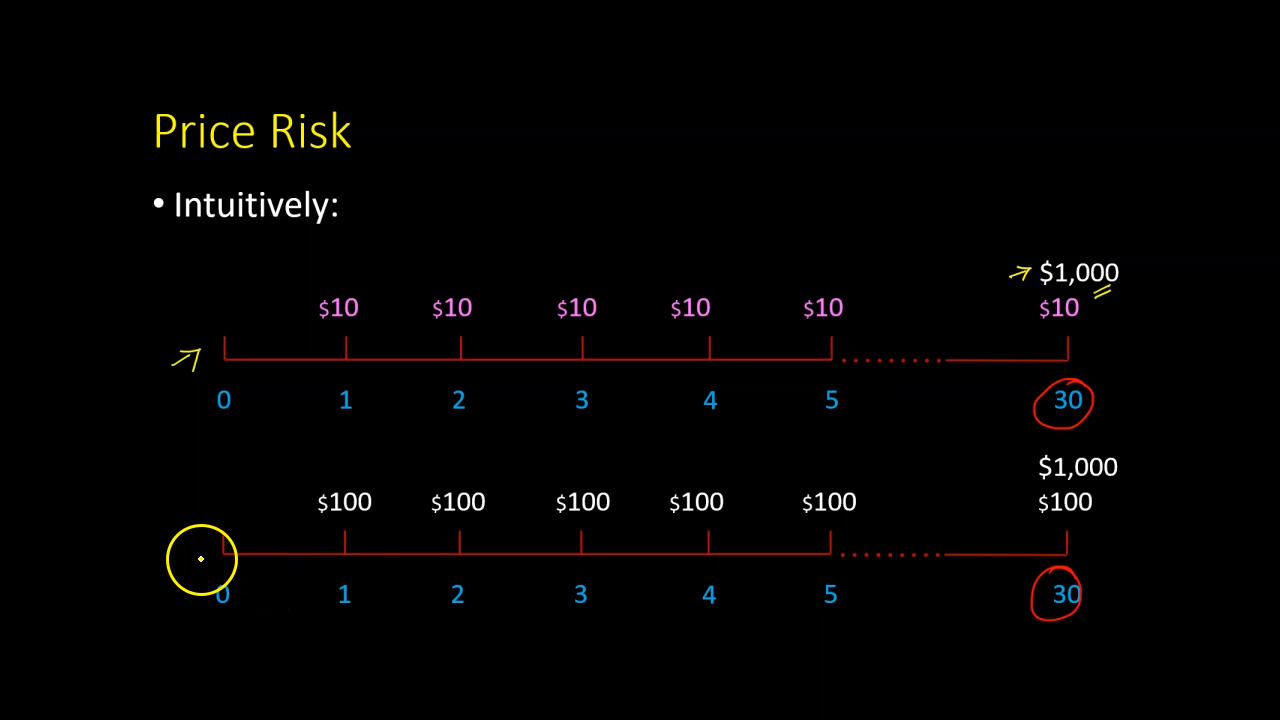 Price Risk
• Intuitively:
$1,000
$10 $10 $10 $10 $10 $10
0 1 2 3 4 5 30
$1,000
$100 $100 $100 $100 $100 $100
0 1 2 3 4 5 30